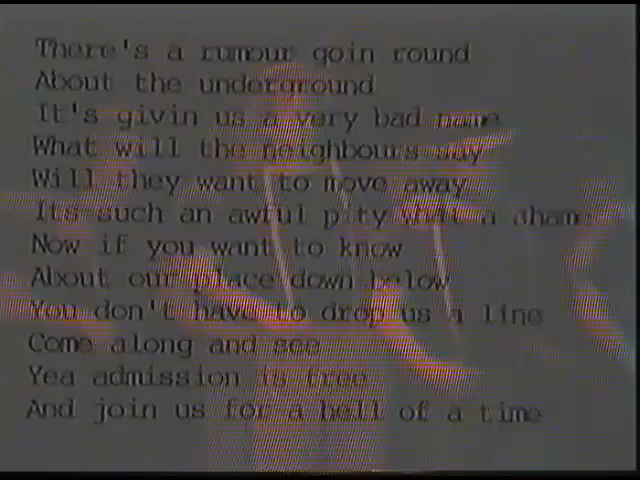 There's a rumour goin round
About the underground
It's givin us a very bad name
What will the neighbours say
Will they want to move away
Its such an awful pity what a shame
Now if you want to know
About our place down below
You don't have to drop us a line
Come along and see
Yea admission is free
And join us for a hell of a time